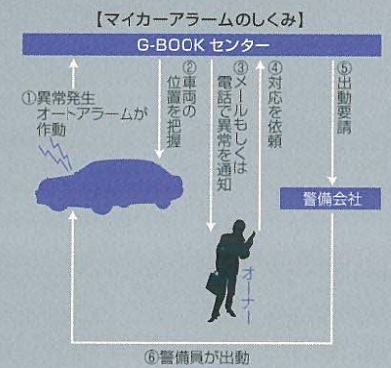 【マイカーアラームのしくみ】
G-BOOK センター
①異常発生
オートアラームが
作動
②車両の
位置を把握
③メールもしくは
電話で異常を通知
④対応を依頼
⑤出動要請
警備会社
オーナー
⑥警備員が出動